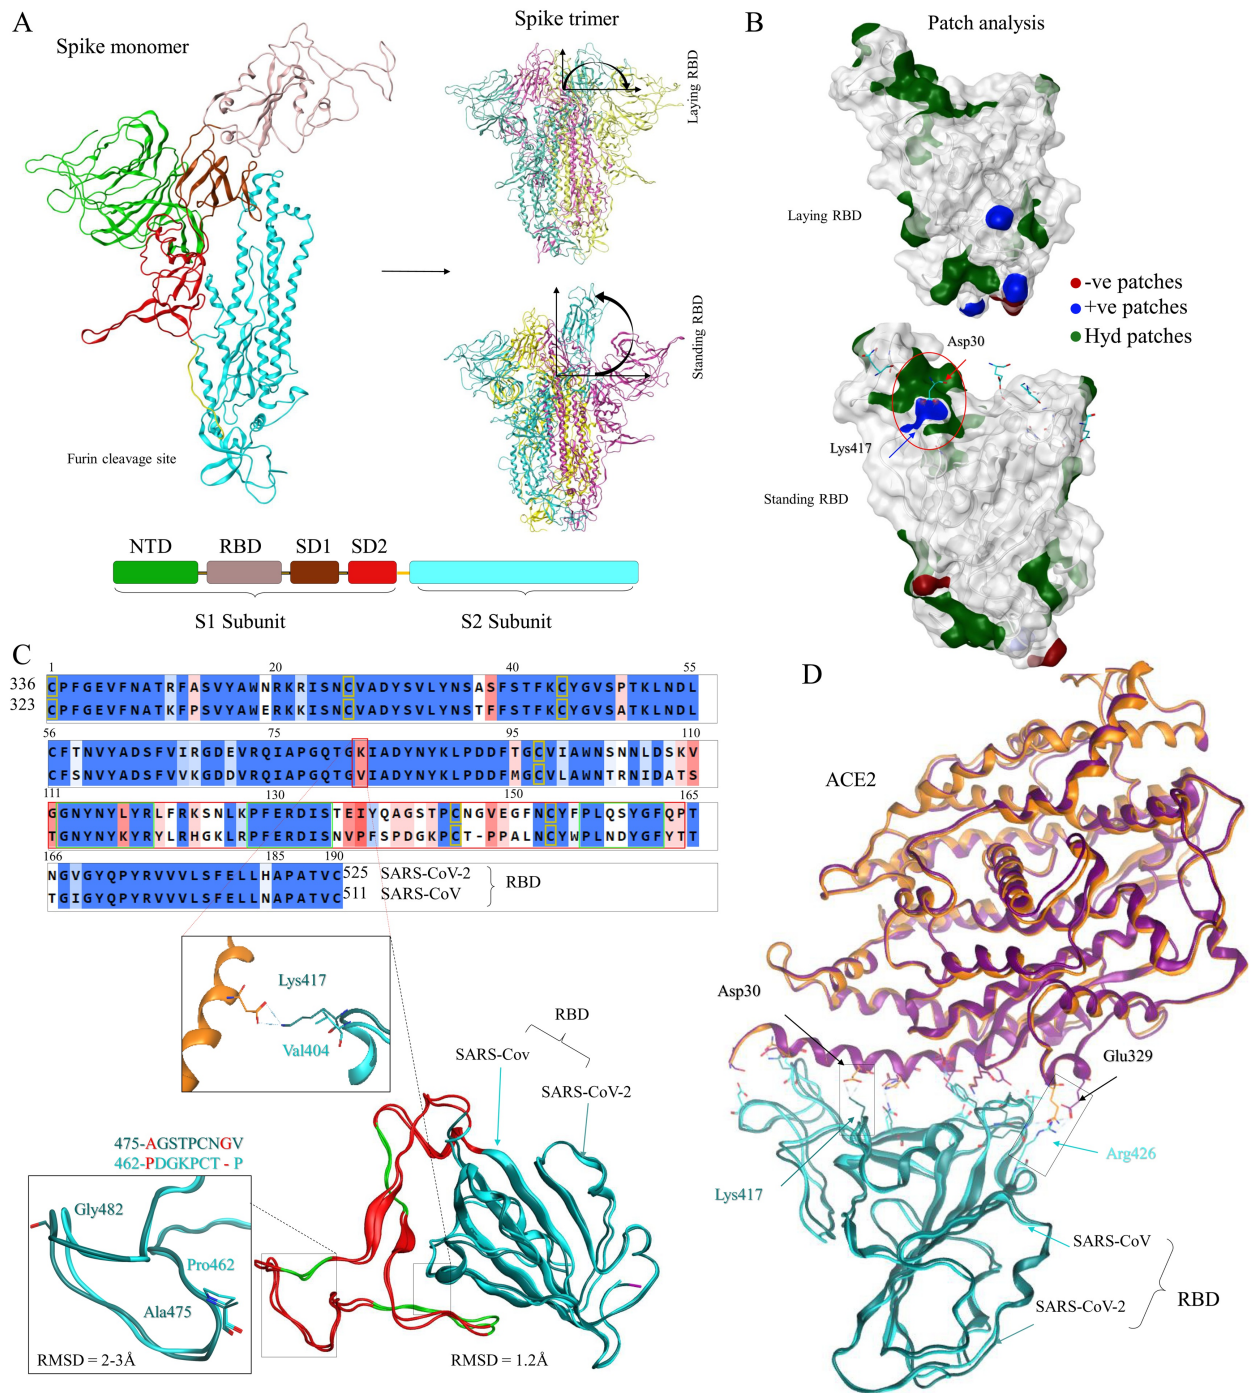 A
Spike monomer
Spike trimer
Laying RBD
Standing RBD
Furin cleavage site
NTD RBD SD1 SD2
S1 Subunit S2 Subunit
B
Patch analysis
Laying RBD
-ve patches
+ve patches
Hyd patches
Asp30
Lys417
Standing RBD
C
1 20 40 55
336 CPFGEVFNATRFASVYAWNRKRISNCVADYSVLYNSASFSTFKCYGVSPTKLNDL
323 CPFGEVFNATKFPSVYAWERKKISNCVADYSVLYNSTFFSTFKCYGVSATKLNDL
56 75 95 110
CFTNVYADSFVIRGDEVRQIAPGQTGKIADYNYKLPDDFTGCVIAWNSNNLDSKV
CFSNVYADSFVVKGDDVRQIAPGQTGVIADYNYKLPDDFMGCVLAWNTRNIDATS
111 130 150 165
GGNYNYLYRLFRKSNLKPFERDISTEIYQAGSTPCNGVEGFNCYFPLQSYGFQPT
TGNYNYKYRYLRHGKLRPFERDISNVPFSPDGKPCT-PPALNCYWPLNDYGFYTT
166 185 190
NGVGYQPYRVVVLSFELLHAPATVC 525 SARS-CoV-2
TGIGYQPYRVVVLSFELLNAPATVC 511 SARS-CoV
RBD
Lys417
Val404
RBD
SARS-Cov
SARS-CoV-2
475-AGSTPCNGV
462-PDGKPCT - P
Gly482
Pro462
Ala475
RMSD = 2-3Å
RMSD = 1.2Å
D
ACE2
Asp30
Glu329
Arg426
Lys417
SARS-CoV
SARS-CoV-2
RBD